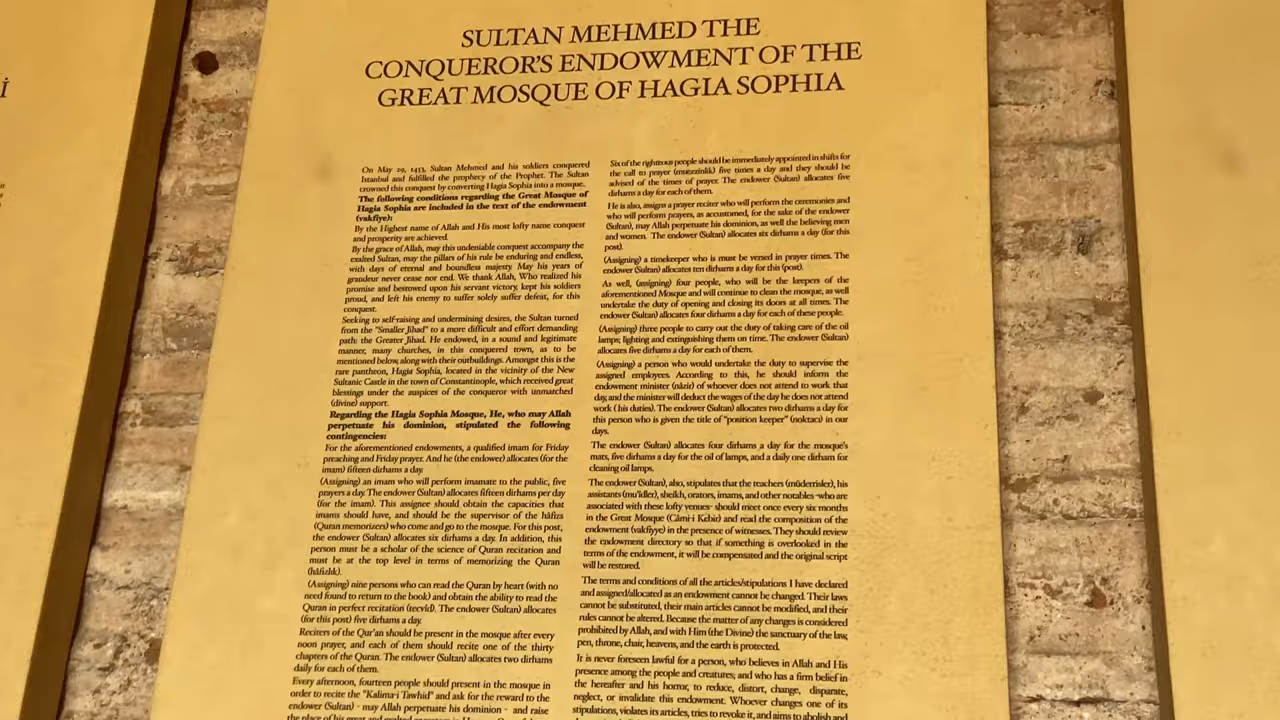 SULTAN MEHMED THE
CONQUEROR'S ENDOWMENT OF THE
GREAT MOSQUE OF HAGIA SOPHIA
On May 29, 1453, Sultan Mehmed and his soldiers conquered
Istanbul and fulfilled the prophecy of the Prophet. The Sultan
crowned this conquest by converting Hagia Sophia into a mosque.
The following conditions regarding the Great Mosque of
Hagia Sophia are included in the text of the endowment
(vakfiye):
By the Highest name of Allah and His most lofty name conquest
and prosperity are achieved.
By the grace of Allah, may this undeniable conquest accompany the
exalted Sultan, may the pillars of his rule be enduring and endless,
with days of eternal and boundless majesty. May his years of
grandeur never cease nor end. We thank Allah, Who realized his
promise and bestowed upon his servant victory, kept his soldiers
proud, and left his enemy to suffer solely suffer defeat, for this
conquest.
Seeking to self-raising and undermining desires, the Sultan turned
from the "Smaller Jihad" to a more difficult and effort demanding
path: the Greater Jihad. He endowed, in a sound and legitimate
manner, many churches, in this conquered town, as to be
mentioned below, along with their outbuildings. Amongst this is the
rare pantheon, Hagia Sophia, located in the vicinity of the New
Sultanic Castle in the town of Constantinople, which received great
blessings under the auspices of the conqueror with unmatched
(divine) support.
Regarding the Hagia Sophia Mosque, He, who may Allah
perpetuate his dominion, stipulated the following
contingencies:
For the aforementioned endowments, a qualified imam for Friday
preaching and Friday prayer. And he (the endower) allocates (for the
imam) fifteen dirhams a day.
(Assigning) an imam who will perform imamate to the public, five
prayers a day. The endower (Sultan) allocates fifteen dirhams per day
(for the imam). This assignee should obtain the capacities that
imams should have, and should be the supervisor of the hâfizs
(Quran memorizers) who come and go to the mosque. For this post,
the endower (Sultan) allocates six dirhams a day. In addition, this
person must be a scholar of the science of Quran recitation and
must be at the top level in terms of memorizing the Quran
(hâfızlık).
(Assigning) nine persons who can read the Quran by heart (with no
need found to return to the book) and obtain the ability to read the
Quran in perfect recitation (tecvîd). The endower (Sultan) allocates
(for this post) five dirhams a day.
Reciters of the Qur'an should be present in the mosque after every
noon prayer, and each of them should recite one of the thirty
chapters of the Quran. The endower (Sultan) allocates two dirhams
daily for each of them.
Every afternoon, fourteen people should present in the mosque in
order to recite the "Kalima-i Tawhid" and ask for the reward to the
endower (Sultan) - may Allah perpetuate his dominion - and raise
the place of his great and exalted
Six of the righteous people should be immediately appointed in shifts for
the call to prayer (muezzinlik) five times a day and they should be
advised of the times of prayer. The endower (Sultan) allocates five
dirhams a day for each of them.
He is also, assign a prayer reciter who will perform the ceremonies and
who will perform prayers, as accustomed, for the sake of the endower
(Sultan), may Allah perpetuate his dominion, as well the believing men
and women. The endower (Sultan) allocates six dirhams a day (for this
post).
(Assigning) a timekeeper who is must be versed in prayer times. The
endower (Sultan) allocates ten dirhams a day for this (post).
As well, (assigning) four people, who will be the keepers of the
aforementioned Mosque and will continue to clean the mosque, as well
undertake the duty of opening and closing its doors at all times. The
endower (Sultan) allocates four dirhams a day for each of these people.
(Assigning) three people to carry out the duty of taking care of the oil
lamps; lighting and extinguishing them on time. The endower (Sultan)
allocates five dirhams a day for each of them.
(Assigning) a person who would undertake the duty to supervise the
assigned employees. According to this, he should inform the
endowment minister (nâzir) of whoever does not attend to work that
day, and the minister will deduct the wages of the day he does not attend
work (his duties). The endower (Sultan) allocates two dirhams a day for
this person who is given the title of "position keeper" (noktacı) in our
days.
The endower (Sultan) allocates four dirhams a day for the mosque's
mats, five dirhams a day for the oil of lamps, and a daily one dirham for
cleaning oil lamps.
The endower (Sultan), also, stipulates that the teachers (müderrisler), his
assistants (mu'îdler), sheikh, orators, imams, and other notables -who are
associated with these lofty venues- should meet once every six months
in the Great Mosque (Câmi-i Kebir) and read the composition of the
endowment (vakfiyye) in the presence of witnesses. They should review
the endowment directory so that if something is overlooked in the
terms of the endowment, it will be compensated and the original script
will be restored.
The terms and conditions of all the articles/stipulations I have declared
and assigned/allocated as an endowment cannot be changed. Their laws
cannot be substituted, their main articles cannot be modified, and their
rules cannot be altered. Because the matter of any changes is considered
prohibited by Allah, and with Him (the Divine) the sanctuary of the law,
pen, throne, chair, heavens, and the earth is protected.
It is never foreseen lawful for a person, who believes in Allah and His
presence among the people and creatures; and who has a firm belief in
the hereafter and his horror, to reduce, distort, change, disparate,
neglect, or invalidate this endowment. Whoever changes one of its
stipulations, violates its articles, tries to revoke it, and aims to abolish and